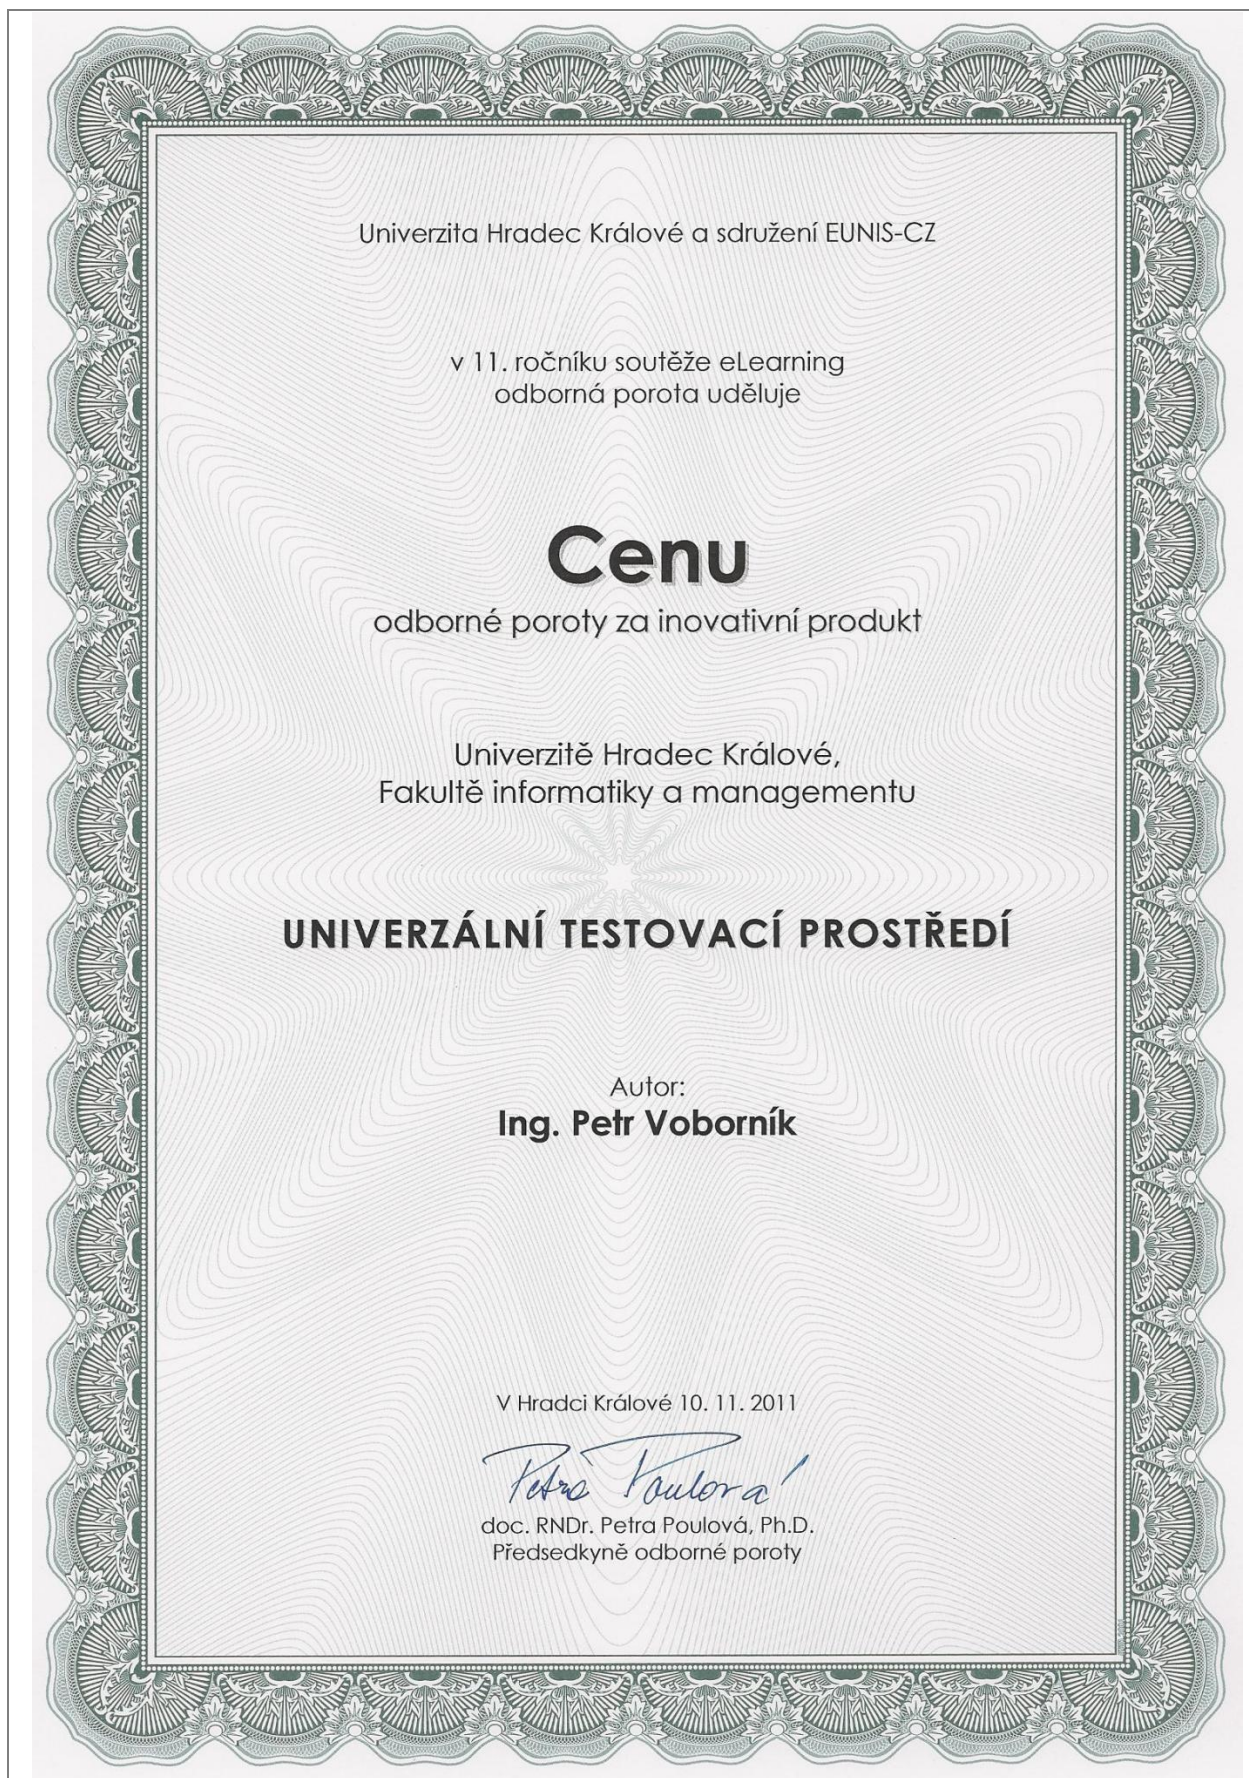 Univerzita Hradec Králové a sdružení EUNIS-CZ
v 11. ročníku soutěže eLearning
odborná porota uděluje
Cenu
odborné poroty za inovativní produkt
Univerzitě Hradec Králové,
Fakultě informatiky a managementu
UNIVERZÁLNÍ TESTOVACÍ PROSTŘEDÍ
Autor:
Ing. Petr Voborník
V Hradci Králové 10. 11. 2011
Petra Poulová
doc. RNDr. Petra Poulová, Ph.D.
Předsedkyně odborné poroty